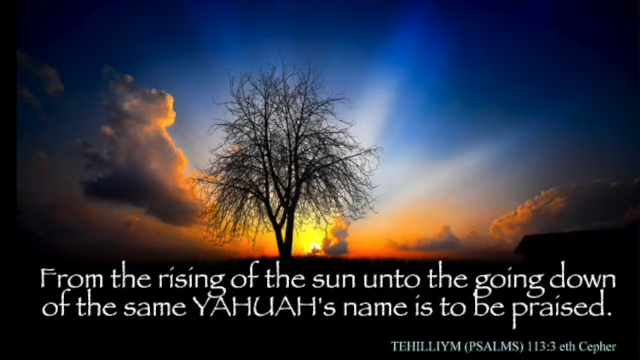 From the rising of the sun unto the going down
of the same YAHUAH's name is to be praised.
TEHILLIYM (PSALMS) 113:3 eth Cepher